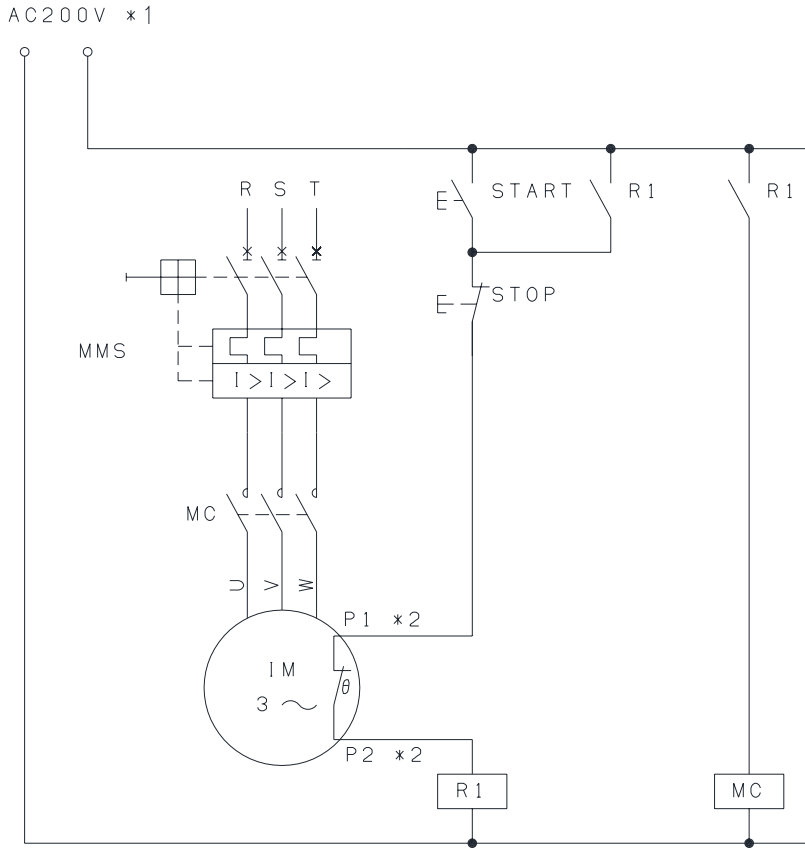 AC200V *1
R S T
START
R1
R1
STOP
MMS
I > I > I >
MC
U V W
P1 *2
IM
3 ~
θ
P2 *2
R1
MC